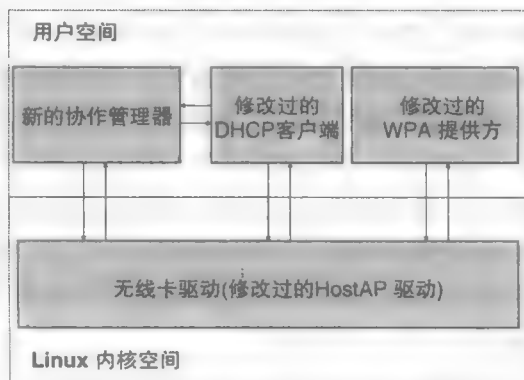 用户空间
新的协作管理器
修改过的
DHCP客户端
修改过的
WPA 提供方
无线卡驱动(修改过的HostAP 驱动)
Linux 内核空间